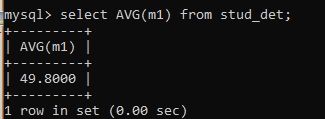 mysql> select AVG(m1) from stud_det;
+---------+
| AVG(m1) |
+---------+
| 49.8000 |
+---------+
1 row in set (0.00 sec)